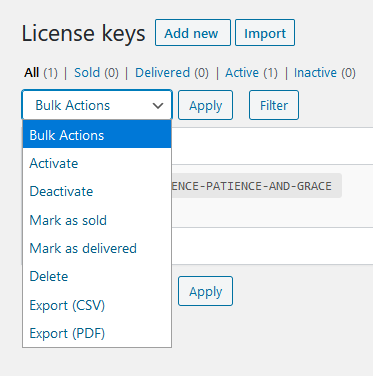 License keys Add new Import
All (1) | Sold (0) | Delivered (0) | Active (1) | Inactive (0)
Bulk Actions Apply Filter
Bulk Actions
Activate
Deactivate
ENCE-PATIENCE-AND-GRACE
Mark as sold
Mark as delivered
Delete
Apply
Export (CSV)
Export (PDF)